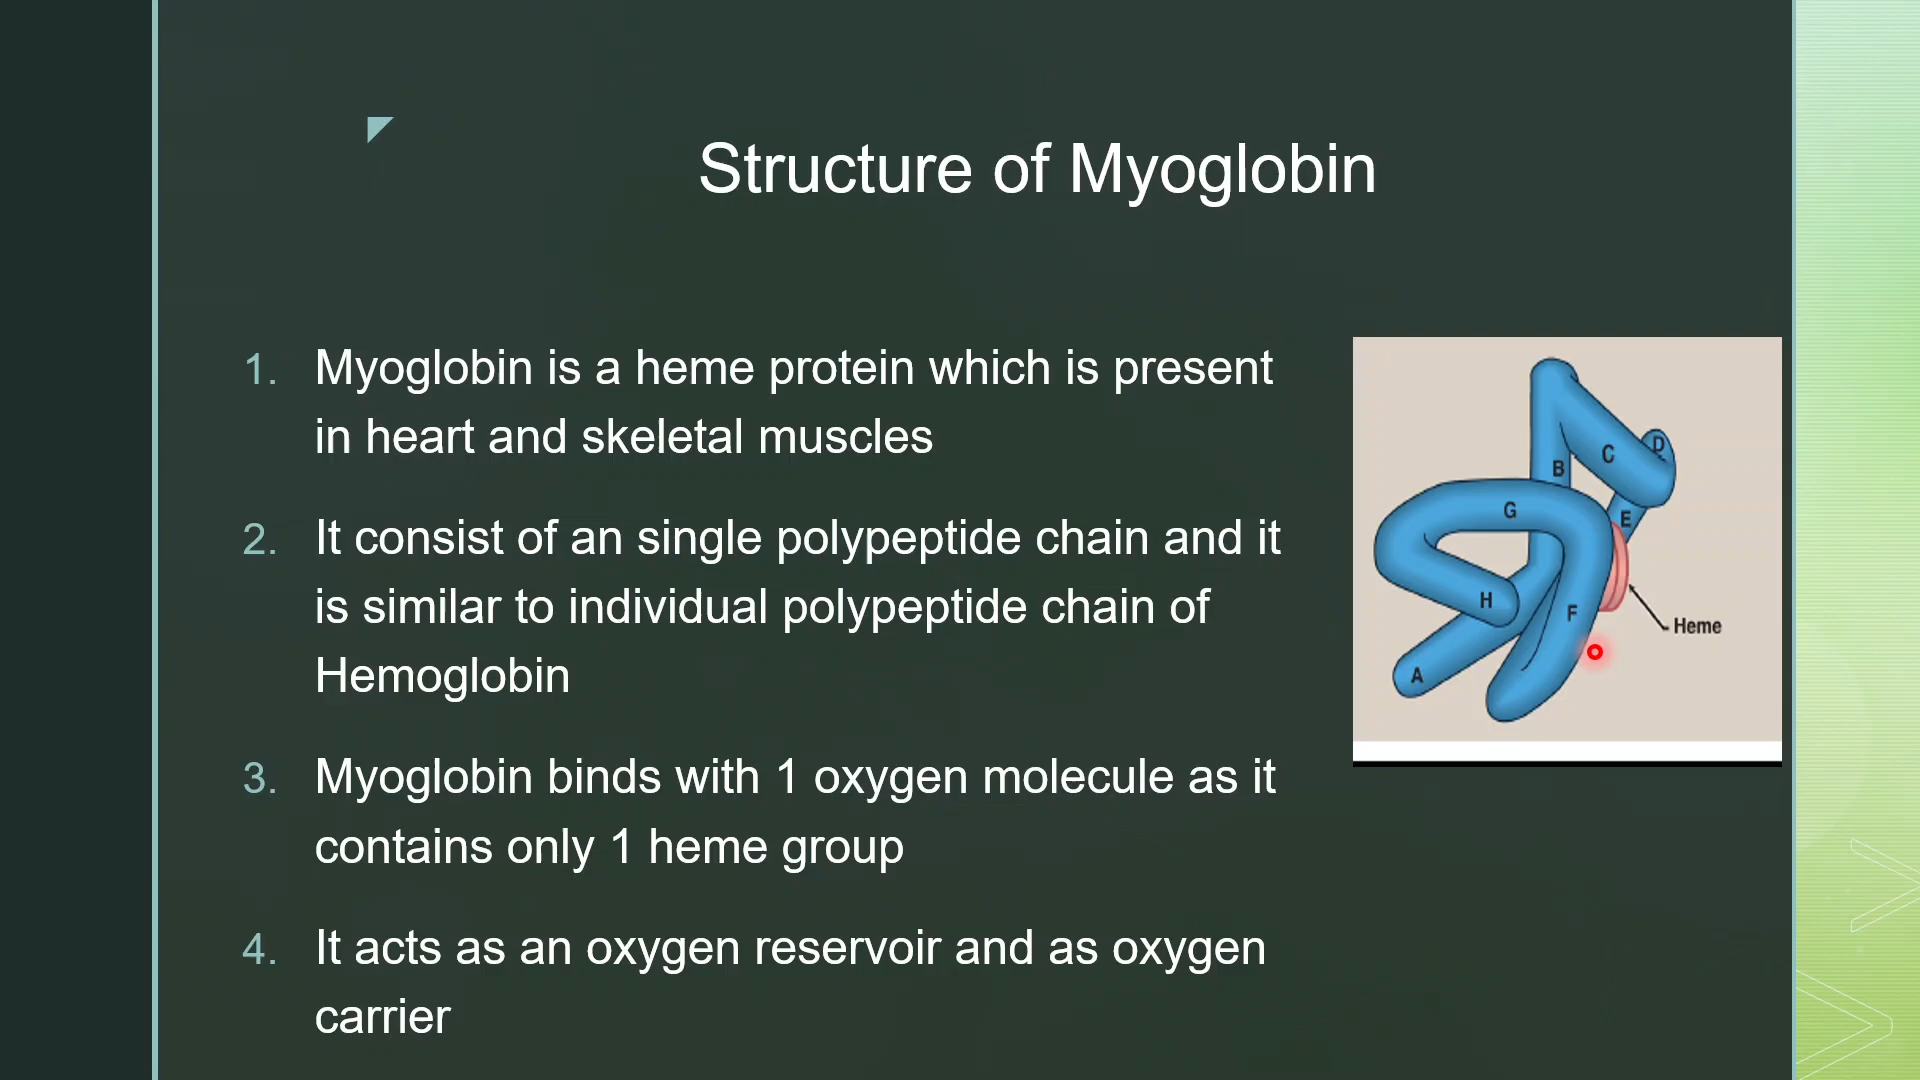 Structure of Myoglobin
1. Myoglobin is a heme protein which is present
in heart and skeletal muscles
2. It consist of an single polypeptide chain and it
is similar to individual polypeptide chain of
Hemoglobin
3. Myoglobin binds with 1 oxygen molecule as it
contains only 1 heme group
4. It acts as an oxygen reservoir and as oxygen
carrier
D
C
B
G
E
H
F
Heme
A